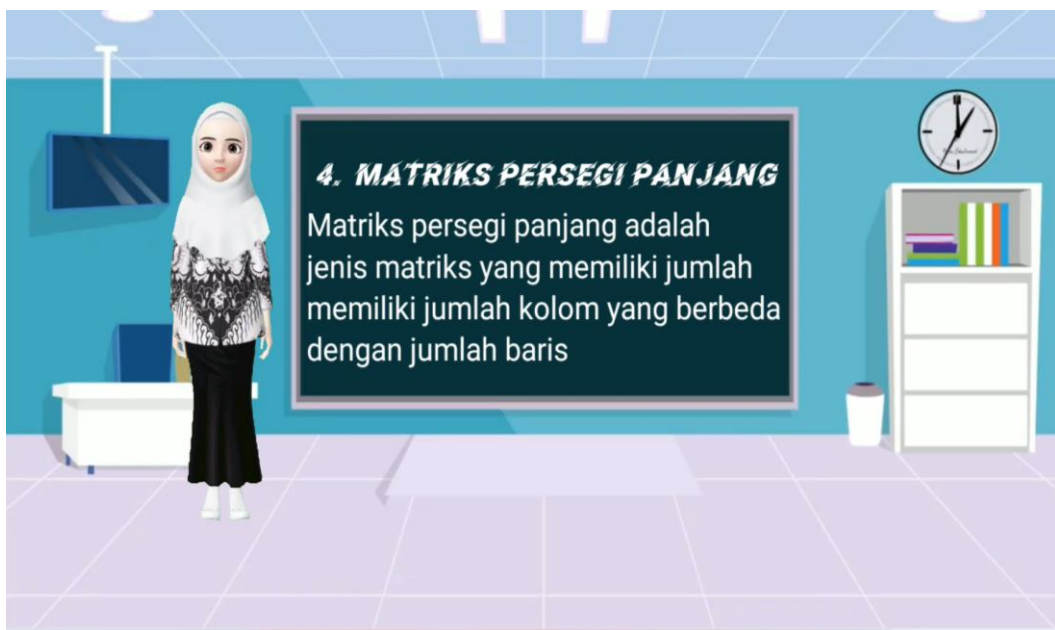 4. MATRIKS PERSEGI PANJANG
Matriks persegi panjang adalah
jenis matriks yang memiliki jumlah
memiliki jumlah kolom yang berbeda
dengan jumlah baris